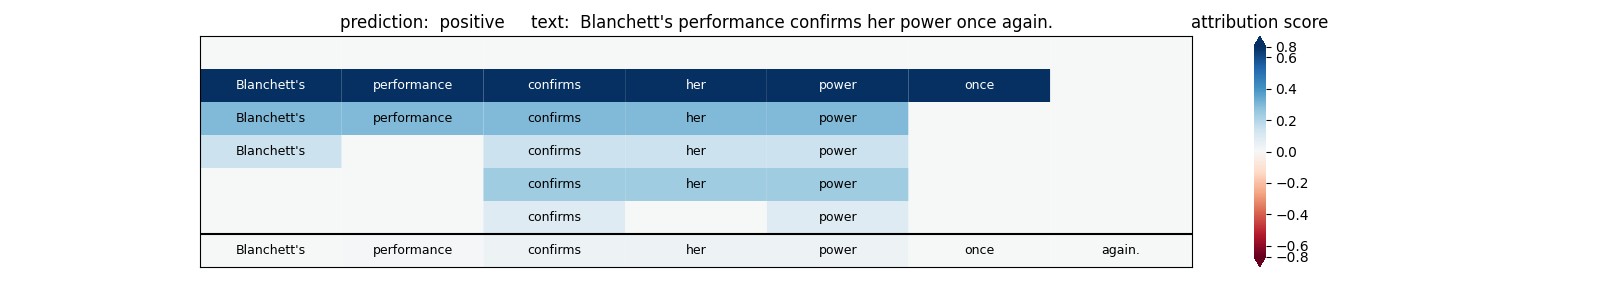 prediction:  positive     text:  Blanchett's performance confirms her power once again.     attribution score
Blanchett's performance confirms her power once
Blanchett's performance confirms her power
Blanchett's confirms her power
confirms her power
confirms power
Blanchett's performance confirms her power once again.
0.8
0.6
0.4
0.2
0.0
−0.2
−0.4
−0.6
−0.8